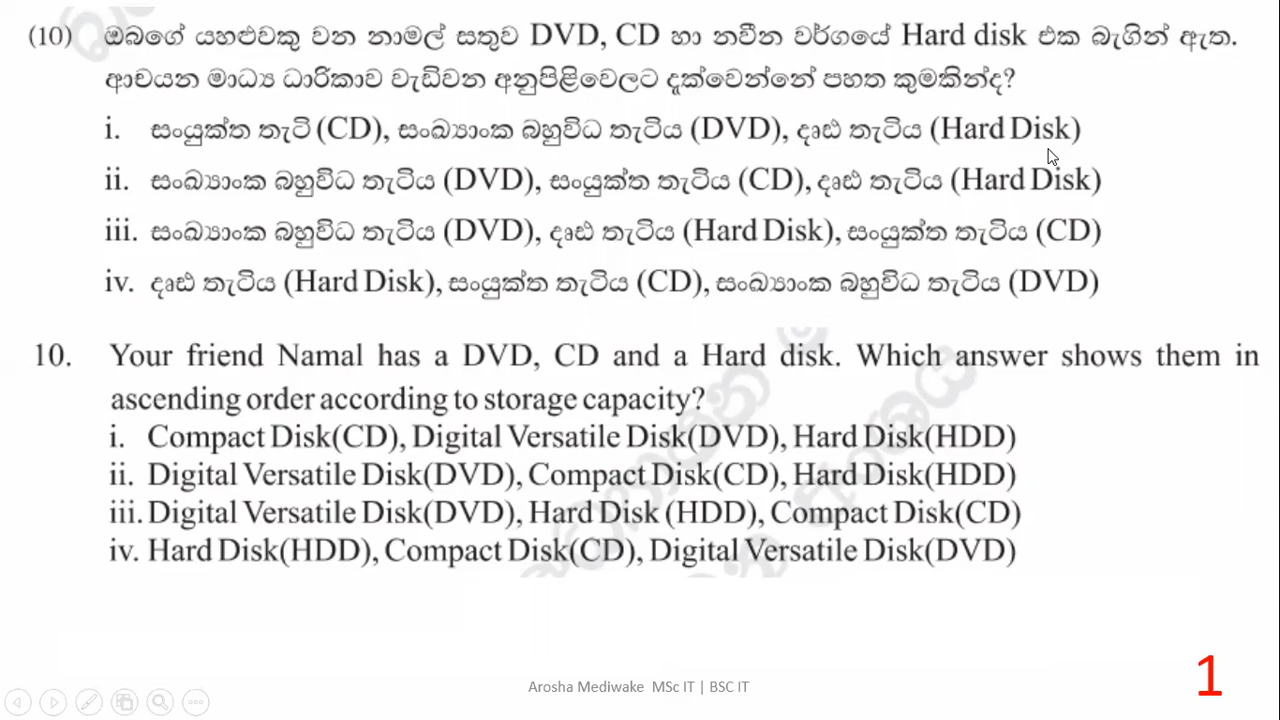 (10) ඔබගේ යහළුවකු වන නාමල් සතුව DVD, CD හා නවීන වර්ගයේ Hard disk එක බැගින් ඇත.
ආචයන මාධ්‍ය ධාරිකාව වැඩිවන අනුපිළිවෙලට දැක්වෙන්නේ පහත කුමකින්ද?
i. සංයුක්ත තැටි (CD), සංඛ්‍යාංක බහුවිධ තැටිය (DVD), දෘඪ තැටිය (Hard Disk)
ii. සංඛ්‍යාංක බහුවිධ තැටිය (DVD), සංයුක්ත තැටිය (CD), දෘඪ තැටිය (Hard Disk)
iii. සංඛ්‍යාංක බහුවිධ තැටිය (DVD), දෘඪ තැටිය (Hard Disk), සංයුක්ත තැටිය (CD)
iv. දෘඪ තැටිය (Hard Disk), සංයුක්ත තැටිය (CD), සංඛ්‍යාංක බහුවිධ තැටිය (DVD)
10. Your friend Namal has a DVD, CD and a Hard disk. Which answer shows them in
ascending order according to storage capacity?
i. Compact Disk(CD), Digital Versatile Disk(DVD), Hard Disk(HDD)
ii. Digital Versatile Disk(DVD), Compact Disk(CD), Hard Disk(HDD)
iii. Digital Versatile Disk(DVD), Hard Disk (HDD), Compact Disk(CD)
iv. Hard Disk(HDD), Compact Disk(CD), Digital Versatile Disk(DVD)
Arosha Mediwake MSc IT | BSC IT
1